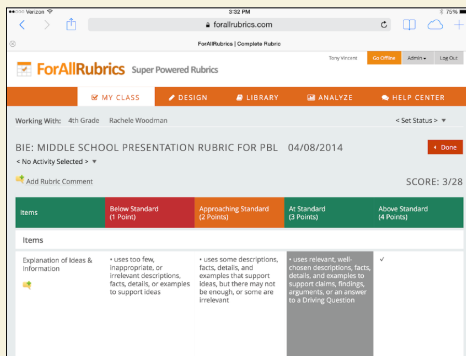 Verizon 3:32 PM 75%
forallrubrics.com
ForAllRubrics | Complete Rubric
Tony Vincent Go Offline Admin Log Out
ForAllRubrics Super Powered Rubrics
MY CLASS DESIGN LIBRARY ANALYZE HELP CENTER
Working With: 4th Grade Rachele Woodman < Set Status >
BIE: MIDDLE SCHOOL PRESENTATION RUBRIC FOR PBL 04/08/2014 Done
< No Activity Selected >
Add Rubric Comment SCORE: 3/28
Items Below Standard Approaching Standard At Standard Above Standard
(1 Point) (2 Points) (3 Points) (4 Points)
Items
Explanation of Ideas &
Information
• uses too few,
inappropriate, or
irrelevant descriptions,
facts, details, or examples
to support ideas
• uses some descriptions,
facts, details, and
examples that support
ideas, but there may not
be enough, or some are
irrelevant
• uses relevant, well-
chosen descriptions, facts,
details, and examples to
support claims, findings,
arguments, or an answer
to a Driving Question